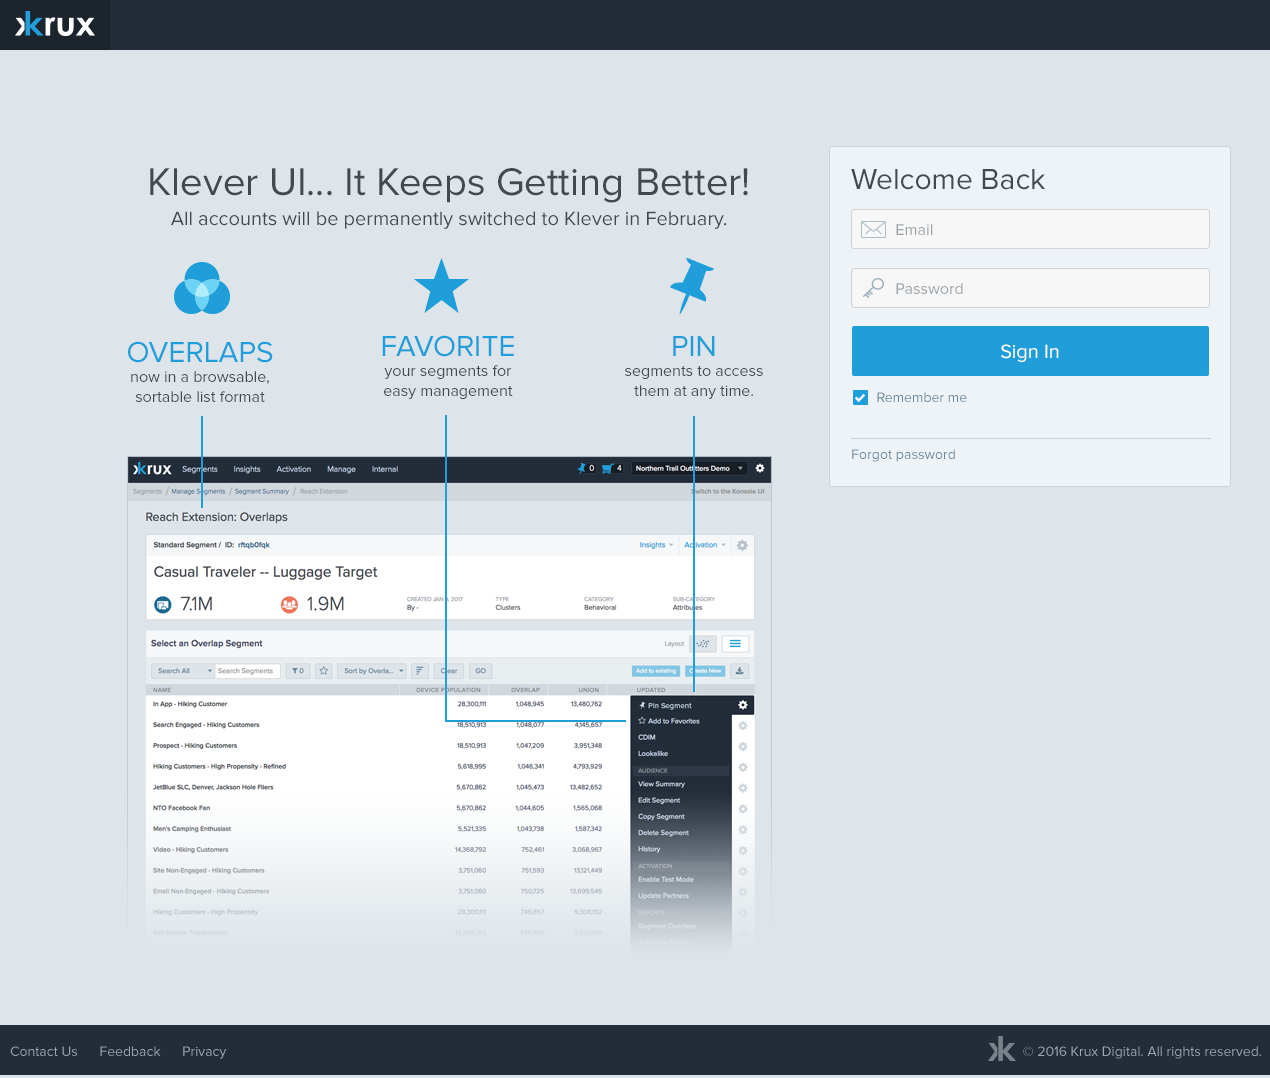 krux
Klever UI... It Keeps Getting Better!
All accounts will be permanently switched to Klever in February.
OVERLAPS
now in a browsable,
sortable list format
FAVORITE
your segments for
easy management
PIN
segments to access
them at any time.
Welcome Back
Email
Password
Sign In
Remember me
Forgot password
krux Segments Insights Activation Manage Internal 0 4 Northern Trail Outfitters Demo
Segments / Manage Segments / Segment Summary / Reach Extension Switch to the Konsole UI
Reach Extension: Overlaps
Standard Segment / ID: rftqb0fqk Insights Activation
Casual Traveler -- Luggage Target
7.1M 1.9M
CREATED JAN 2017 TYPE CATEGORY SUB-CATEGORY
By - Clusters Behavioral Attributes
Select an Overlap Segment Layout
Search All Search Segments 0 Sort by Overla... Clear GO Add to existing Create New
NAME DEVICE POPULATION OVERLAP UNION UPDATED
In App - Hiking Customer 28,300,111 1,048,945 13,480,762
Search Engaged - Hiking Customers 18,510,913 1,048,077 4,145,657
Prospect - Hiking Customers 18,510,913 1,047,209 3,951,348
Hiking Customers - High Propensity - Refined 5,618,995 1,046,341 4,793,929
JetBlue SLC, Denver, Jackson Hole Fliers 5,670,862 1,045,473 13,482,652
NTO Facebook Fan 5,670,862 1,044,605 1,565,068
Men's Camping Enthusiast 5,521,335 1,043,738 1,587,342
Video - Hiking Customers 14,368,792 752,461 3,068,967
Site Non-Engaged - Hiking Customers 3,751,060 751,593 13,121,449
Email Non-Engaged - Hiking Customers 3,751,060 750,725 13,699,545
Hiking Customers - High Propensity 28,300,111 749,857 9,308,192
Pin Segment
Add to Favorites
CDIM
Lookalike
AUDIENCE
View Summary
Edit Segment
Copy Segment
Delete Segment
History
ACTIVATION
Enable Test Mode
Update Partners
Segment Overlaps
Contact Us Feedback Privacy
© 2016 Krux Digital. All rights reserved.